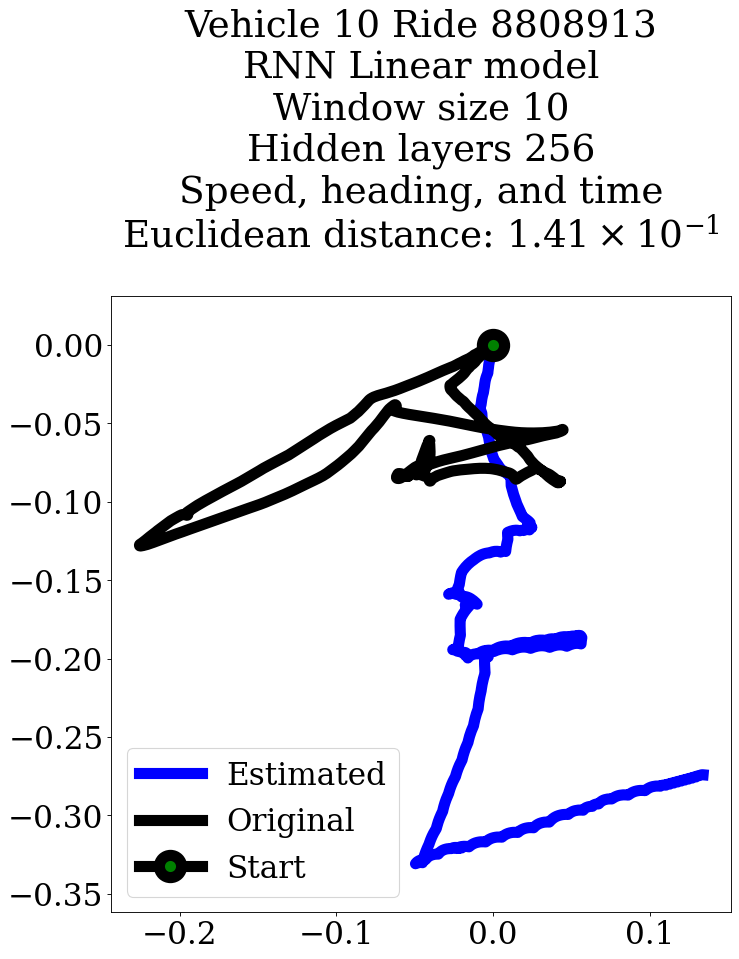 Vehicle 10 Ride 8808913
RNN Linear model
Window size 10
Hidden layers 256
Speed, heading, and time
Euclidean distance: 1.41 × 10⁻¹
0.00
−0.05
−0.10
−0.15
−0.20
−0.25
−0.30
−0.35
Estimated
Original
Start
−0.2 −0.1 0.0 0.1